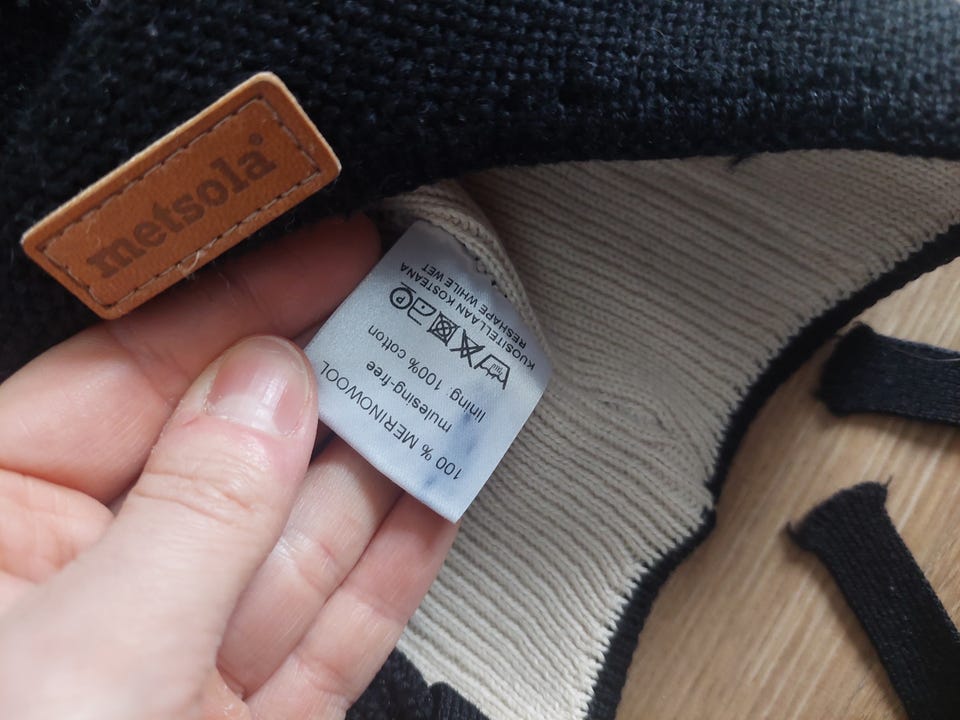 metsola®
100 % MERINOWOOL
mulesing-free
lining: 100% cotton
P
KUOSITELLAAN KOSTEANA
RESHAPE WHILE WET